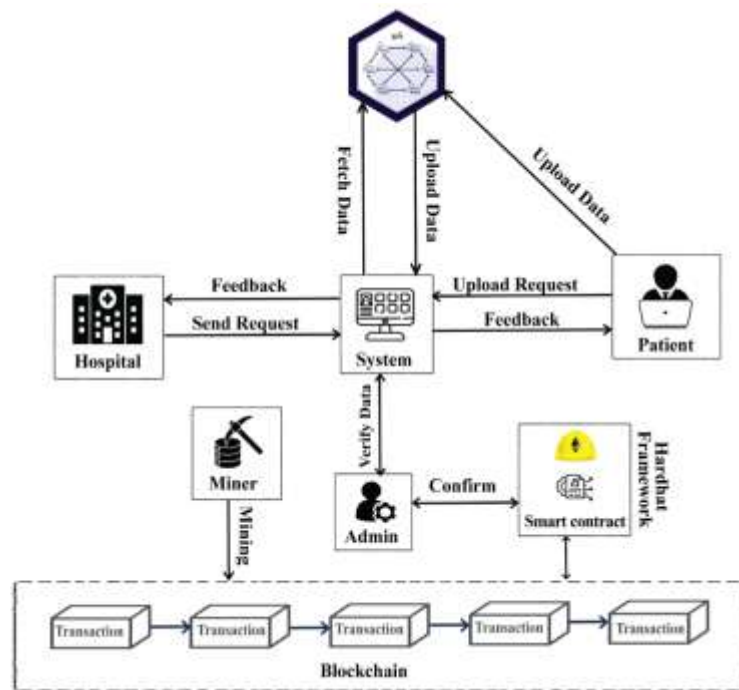 Fetch Data
Upload Data
Upload Data
Feedback
Send Request
Upload Request
Feedback
Hospital
System
Patient
Verify Data
Miner
Mining
Admin
Confirm
Smart contract
Hardhat
Framework
Transaction
Transaction
Transaction
Transaction
Transaction
Blockchain